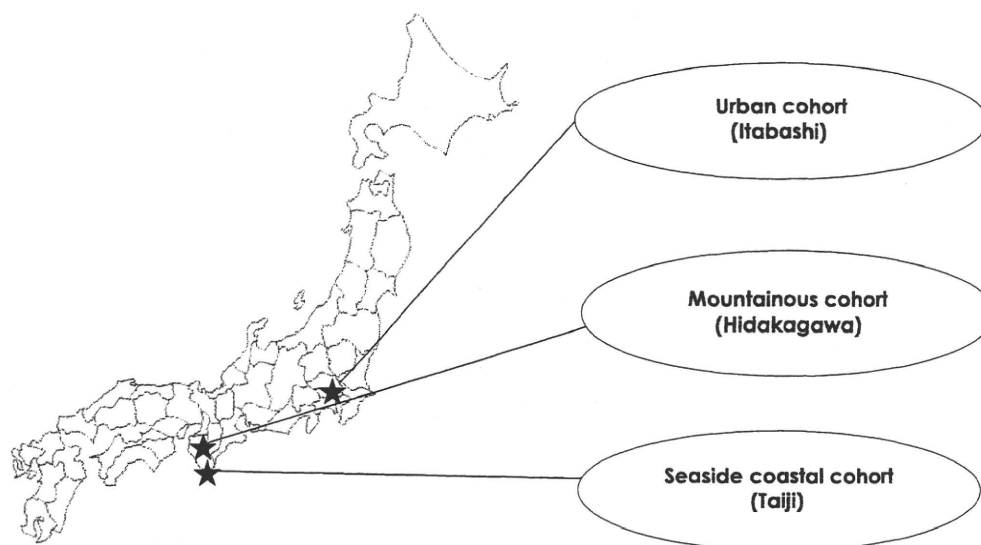 Urban cohort
(Itabashi)
Mountainous cohort
(Hidakagawa)
Seaside coastal cohort
(Taiji)